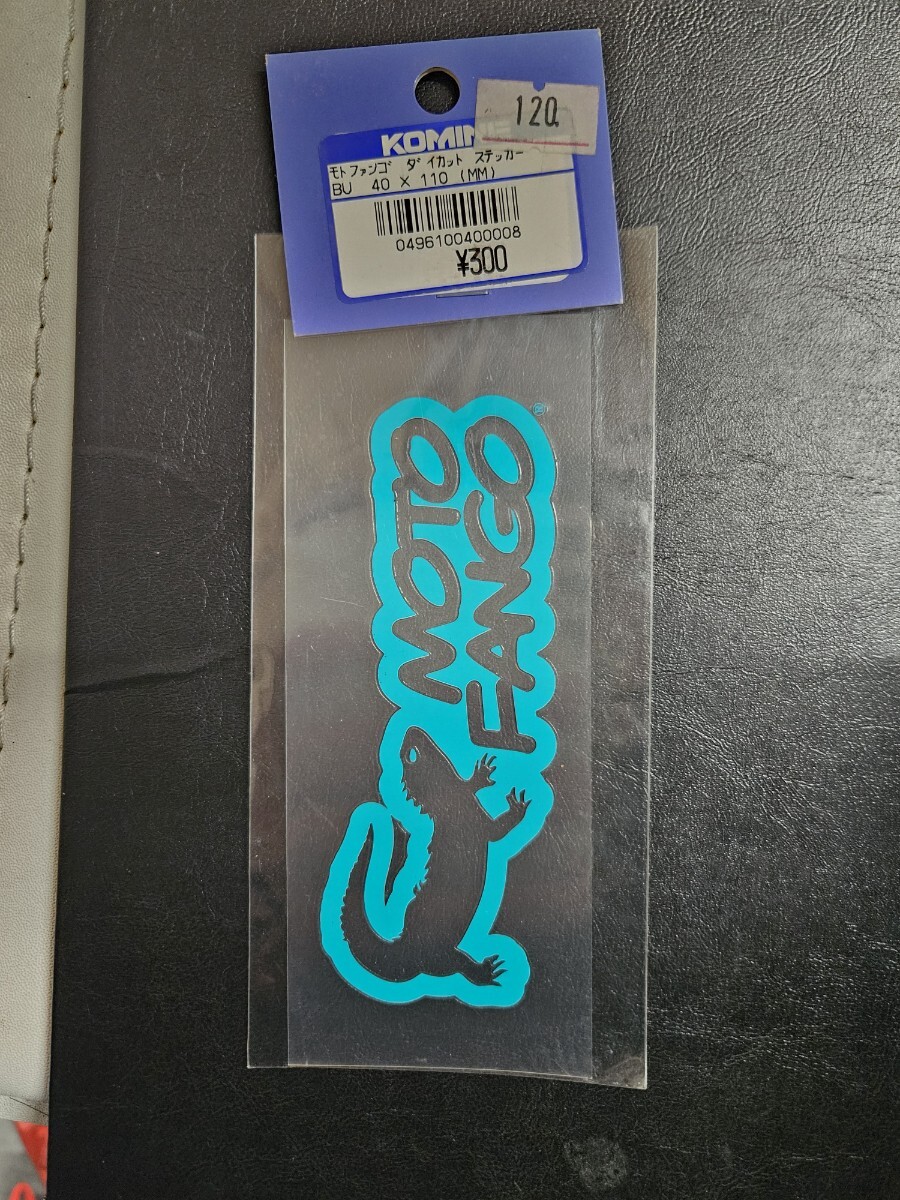 120.
KOMINE
モトファンゴ ダイカット ステッカー
BU 40 X 110 (MM)
0496100400008
¥300
MOTO
FANGO
®